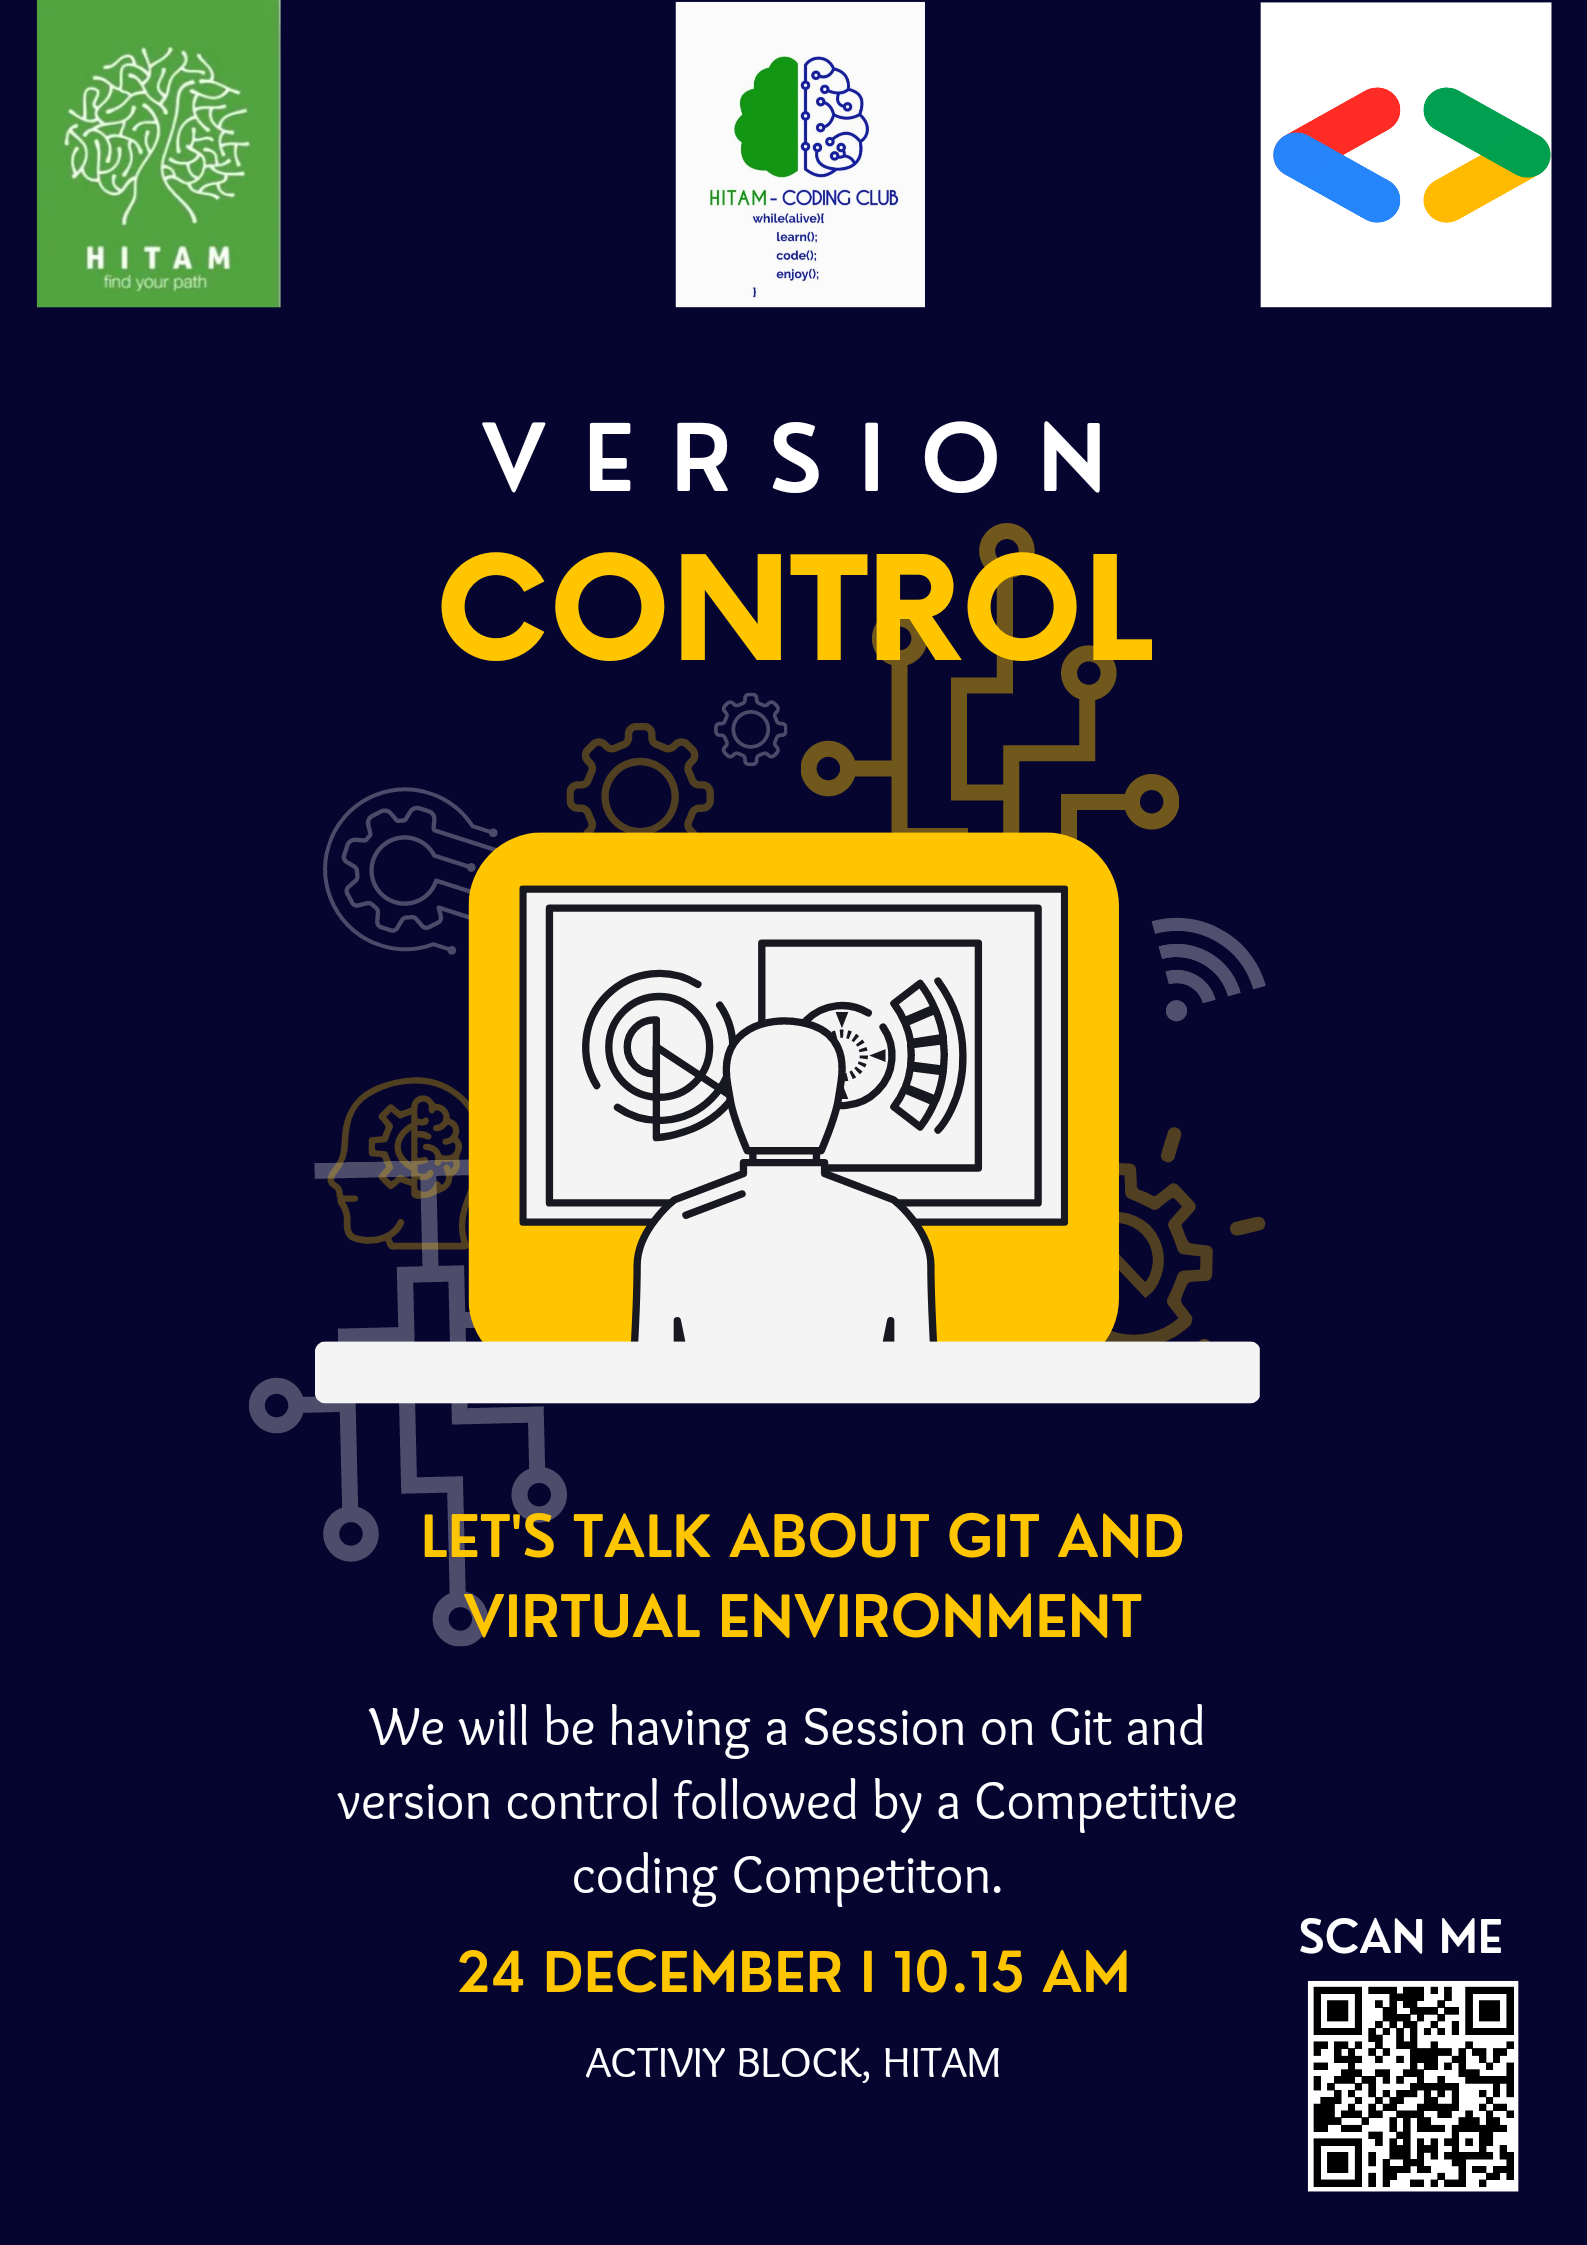 HITAM
find your path
HITAM - CODING CLUB
while(alive){
learn();
code();
enjoy();
}
VERSION
CONTROL
LET'S TALK ABOUT GIT AND
VIRTUAL ENVIRONMENT
We will be having a Session on Git and
version control followed by a Competitive
coding Competiton.
24 DECEMBER I 10.15 AM
ACTIVIY BLOCK, HITAM
SCAN ME